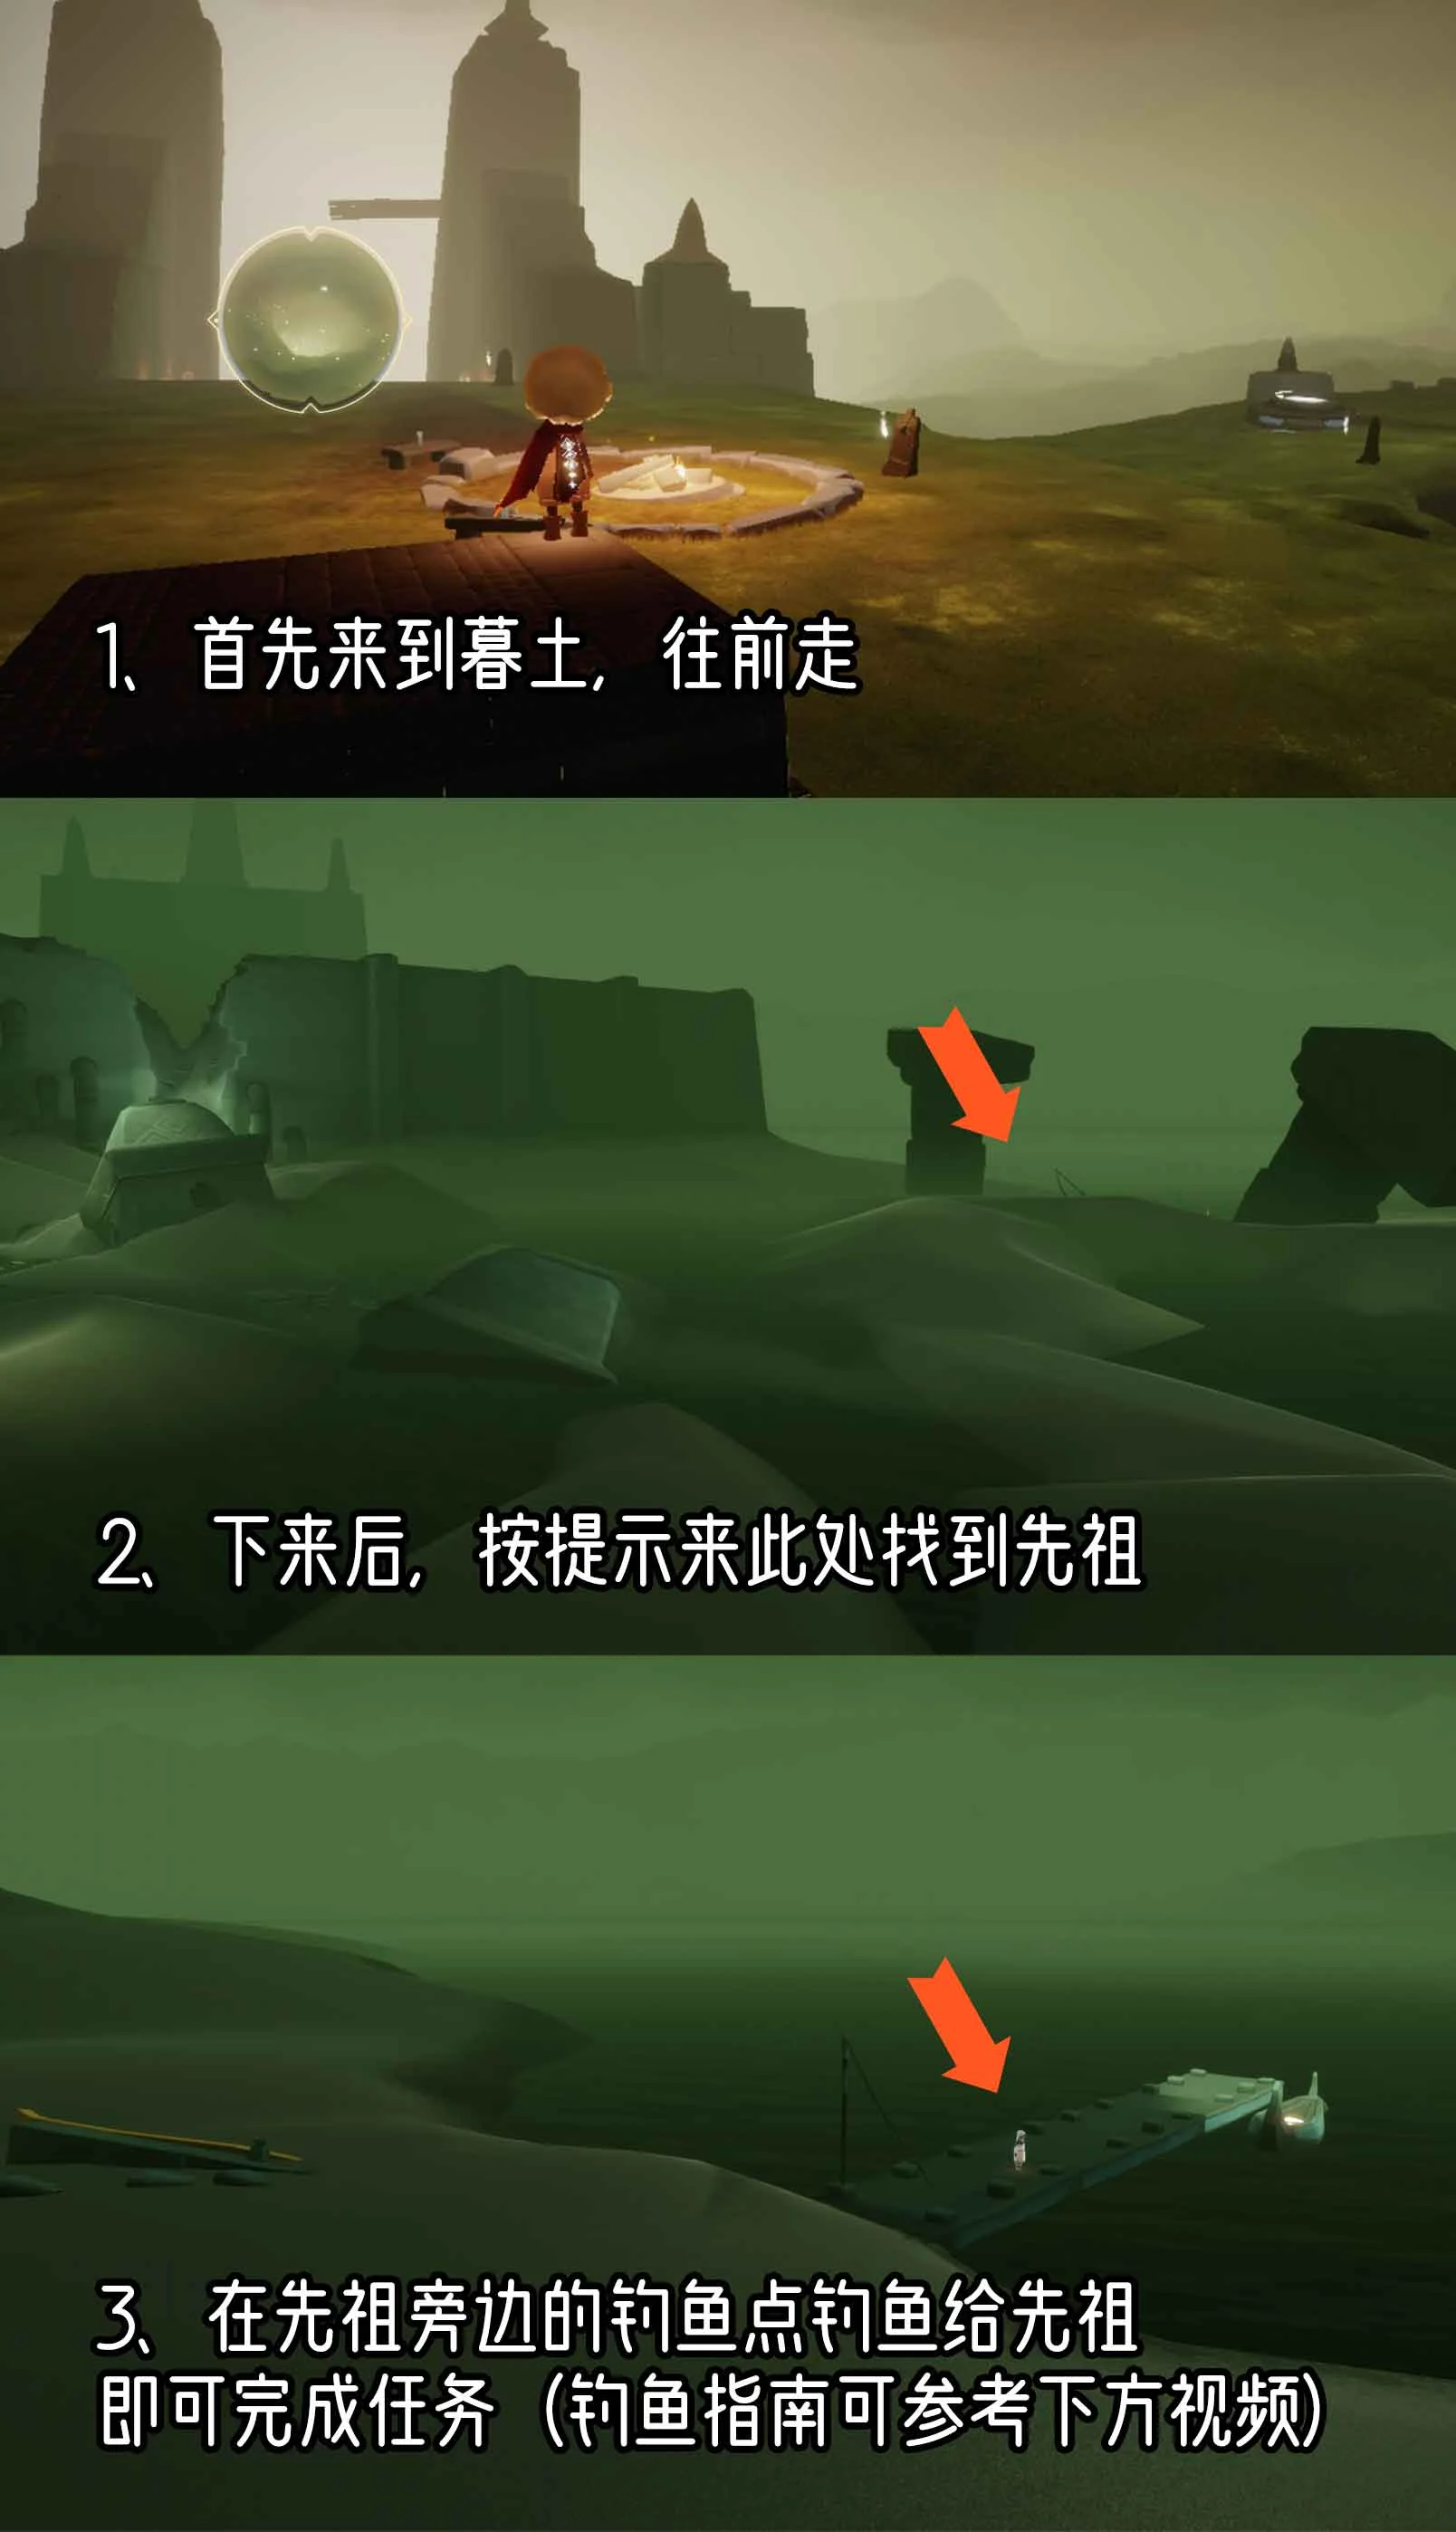 1、首先来到暮土，往前走
2、下来后，按提示来此处找到先祖
3、在先祖旁边的钓鱼点钓鱼给先祖
即可完成任务（钓鱼指南可参考下方视频）